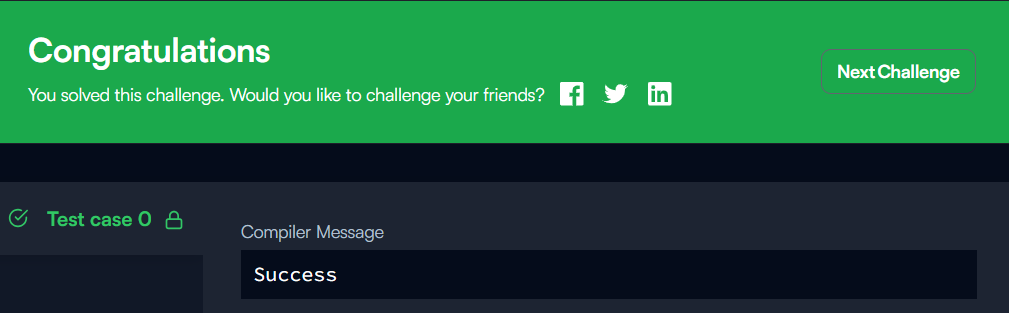 Congratulations
You solved this challenge. Would you like to challenge your friends?
Next Challenge
Test case 0
Compiler Message
Success